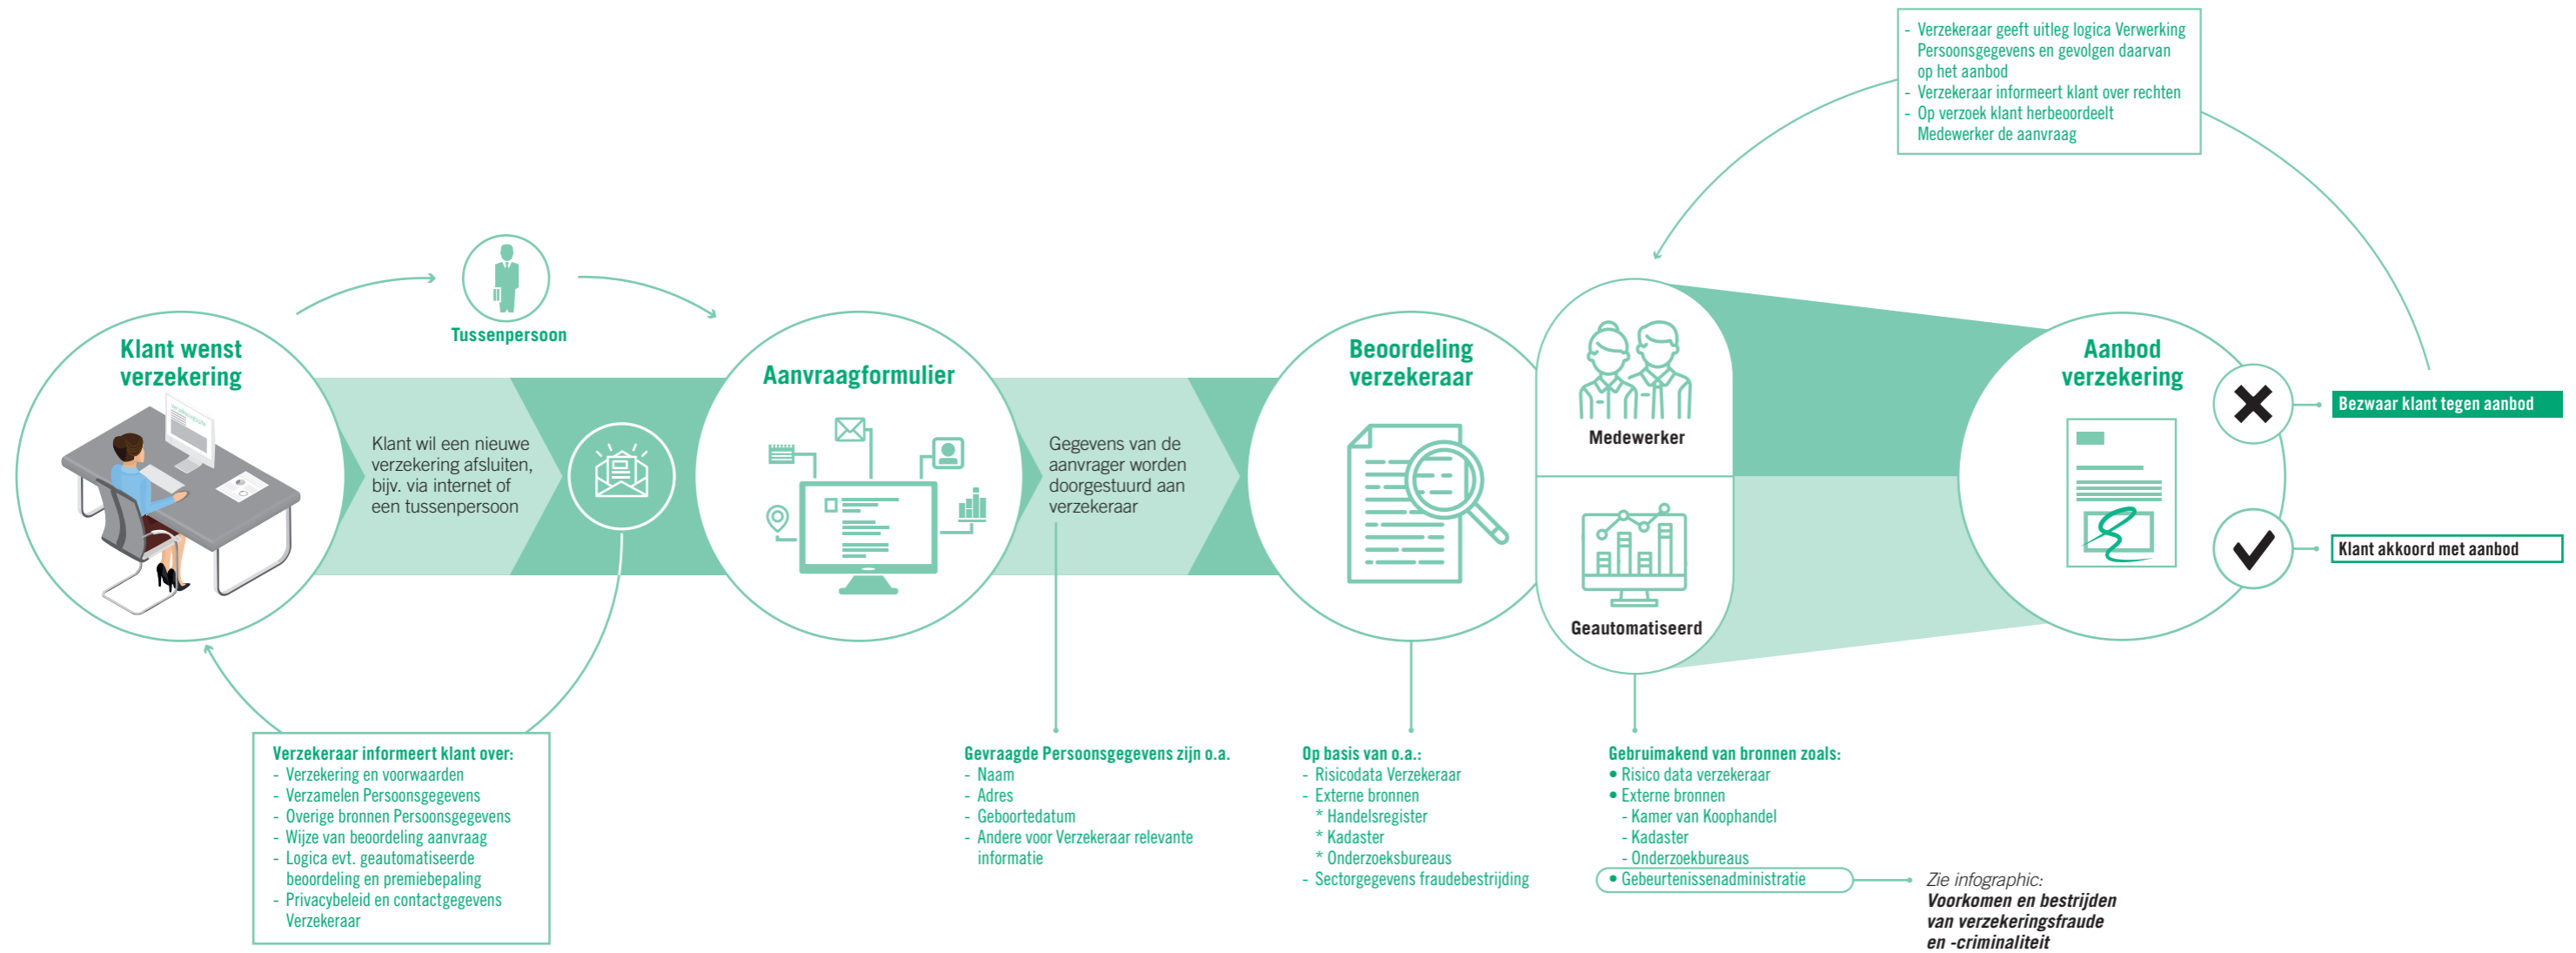 - Verzekeraar geeft uitleg logica Verwerking
Persoonsgegevens en gevolgen daarvan
op het aanbod
- Verzekeraar informeert klant over rechten
- Op verzoek klant herbeoordeelt
Medewerker de aanvraag
Tussenpersoon
Klant wenst
verzekering
Klant wil een nieuwe
verzekering afsluiten,
bijv. via internet of
een tussenpersoon
Aanvraagformulier
Gegevens van de
aanvrager worden
doorgestuurd aan
verzekeraar
Beoordeling
verzekeraar
Medewerker
Geautomatiseerd
Aanbod
verzekering
Bezwaar klant tegen aanbod
Klant akkoord met aanbod
Verzekeraar informeert klant over:
- Verzekering en voorwaarden
- Verzamelen Persoonsgegevens
- Overige bronnen Persoonsgegevens
- Wijze van beoordeling aanvraag
- Logica evt. geautomatiseerde
beoordeling en premiebepaling
- Privacybeleid en contactgegevens
Verzekeraar
Gevraagde Persoonsgegevens zijn o.a.
- Naam
- Adres
- Geboortedatum
- Andere voor Verzekeraar relevante
informatie
Op basis van o.a.:
- Risicodata Verzekeraar
- Externe bronnen
* Handelsregister
* Kadaster
* Onderzoeksbureaus
- Sectorgegevens fraudebestrijding
Gebruimakend van bronnen zoals:
• Risico data verzekeraar
• Externe bronnen
- Kamer van Koophandel
- Kadaster
- Onderzoekbureaus
• Gebeurtenissenadministratie
Zie infographic:
Voorkomen en bestrijden
van verzekeringsfraude
en -criminaliteit